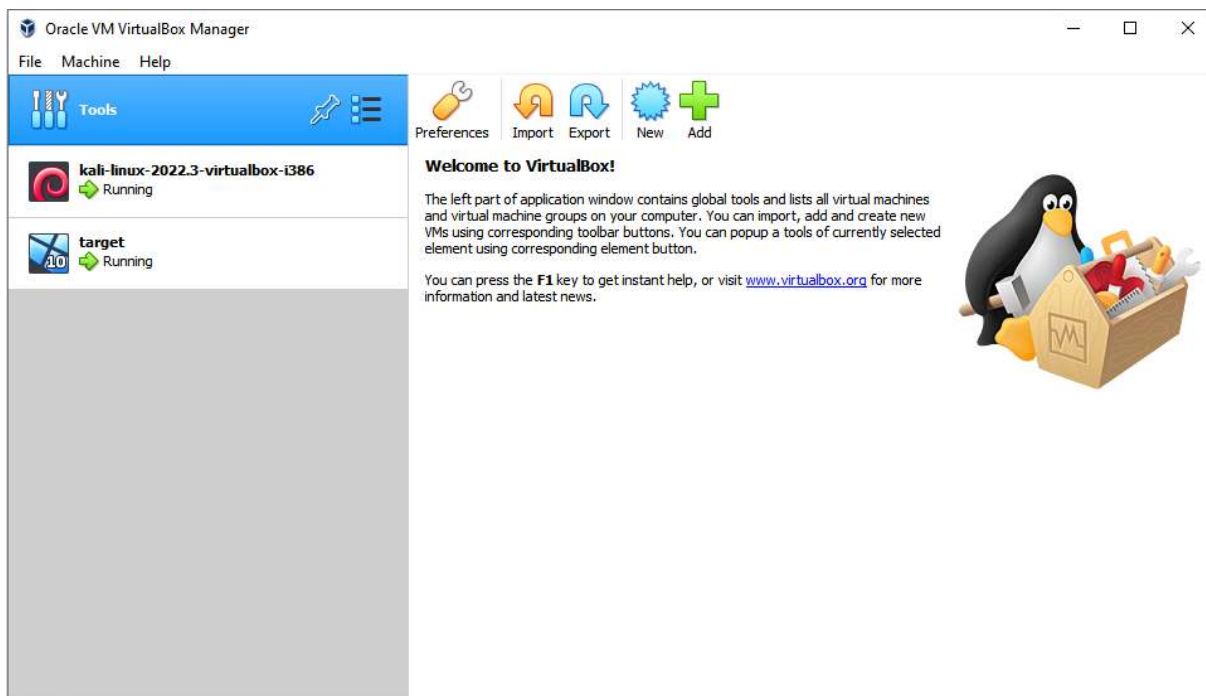 Oracle VM VirtualBox Manager
File Machine Help
Tools
Preferences Import Export New Add
kali-linux-2022.3-virtualbox-i386
Running
target
Running
10
Welcome to VirtualBox!
The left part of application window contains global tools and lists all virtual machines
and virtual machine groups on your computer. You can import, add and create new
VMs using corresponding toolbar buttons. You can popup a tools of currently selected
element using corresponding element button.
You can press the F1 key to get instant help, or visit www.virtualbox.org for more
information and latest news.